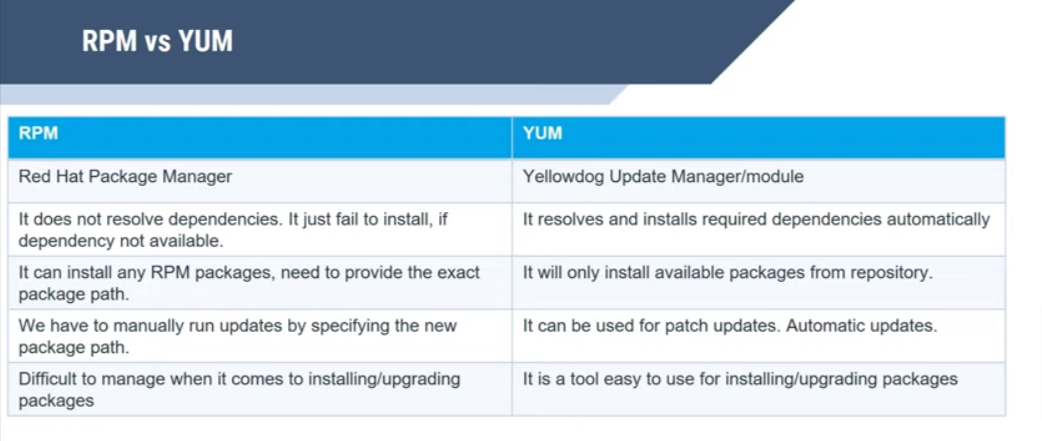 RPM vs YUM
RPM
YUM
Red Hat Package Manager
Yellowdog Update Manager/module
It does not resolve dependencies. It just fail to install, if
dependency not available.
It resolves and installs required dependencies automatically
It can install any RPM packages, need to provide the exact
package path.
It will only install available packages from repository.
We have to manually run updates by specifying the new
package path.
It can be used for patch updates. Automatic updates.
Difficult to manage when it comes to installing/upgrading
packages
It is a tool easy to use for installing/upgrading packages